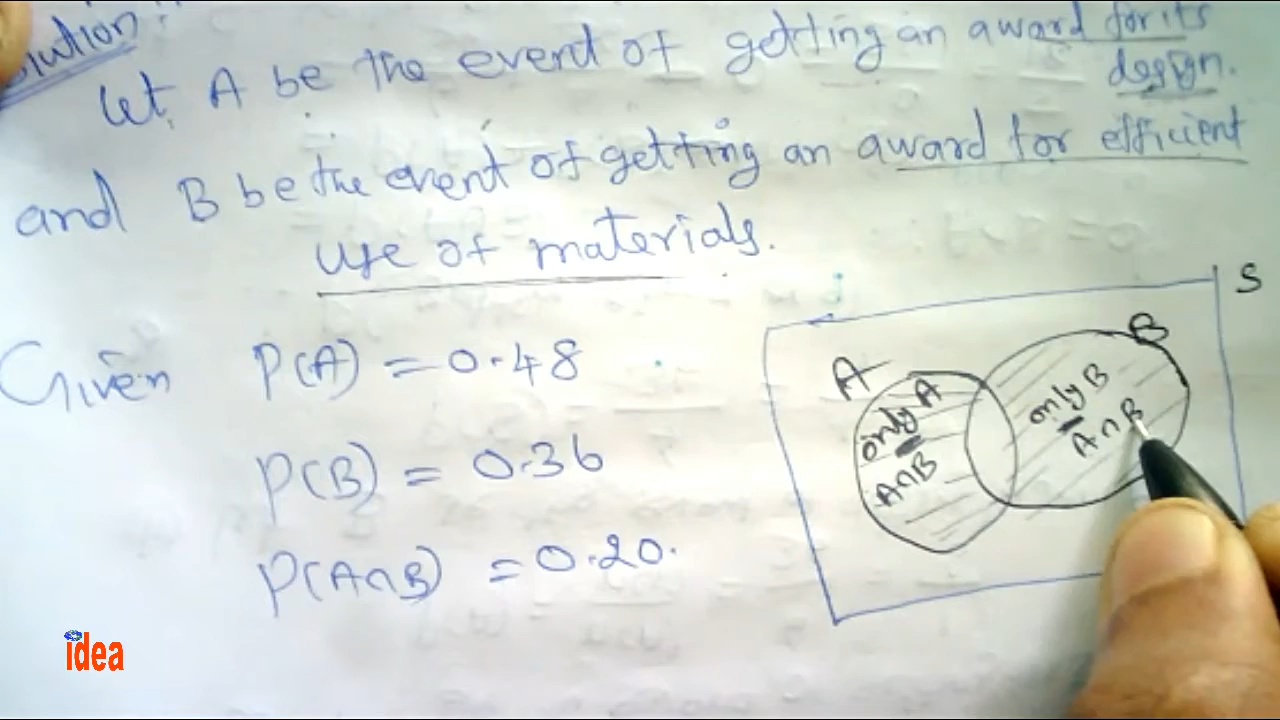 Solution:
Let A be the event of getting an award for its
design.
and B be the event of getting an award for efficient
use of materials.
S
Given P(A) = 0.48
A
B
only A
only B
A∩B
A∩B
P(B) = 0.36
P(A∩B) = 0.20.
idea